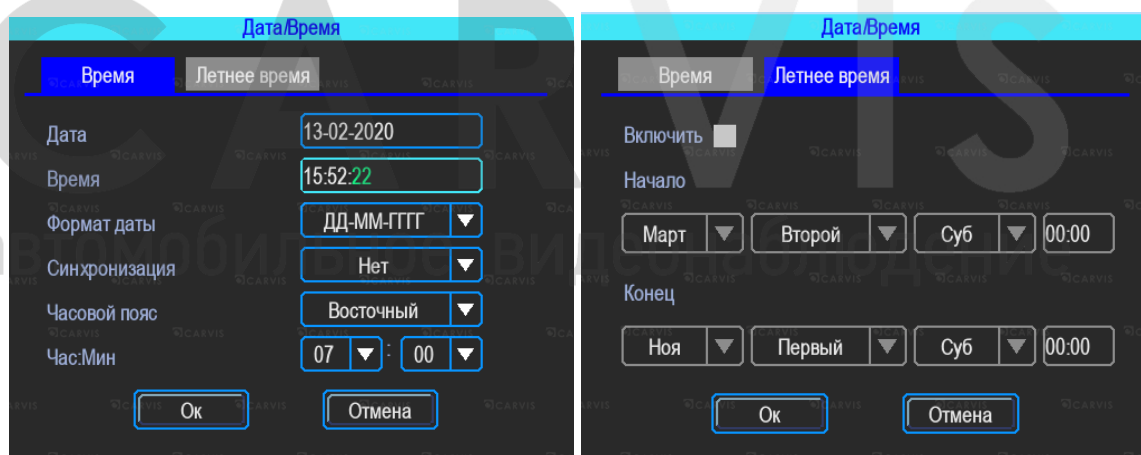 Дата/Время
Время Летнее время
Дата 13-02-2020
Время 15:52:22
Формат даты ДД-ММ-ГГГГ
Синхронизация Нет
Часовой пояс Восточный
Час:Мин 07 : 00
Ок Отмена
Дата/Время
Время Летнее время
Включить
Начало
Март Второй Суб 00:00
Конец
Ноя Первый Суб 00:00
Ок Отмена
CARVIS
автомобильное видеонаблюдение